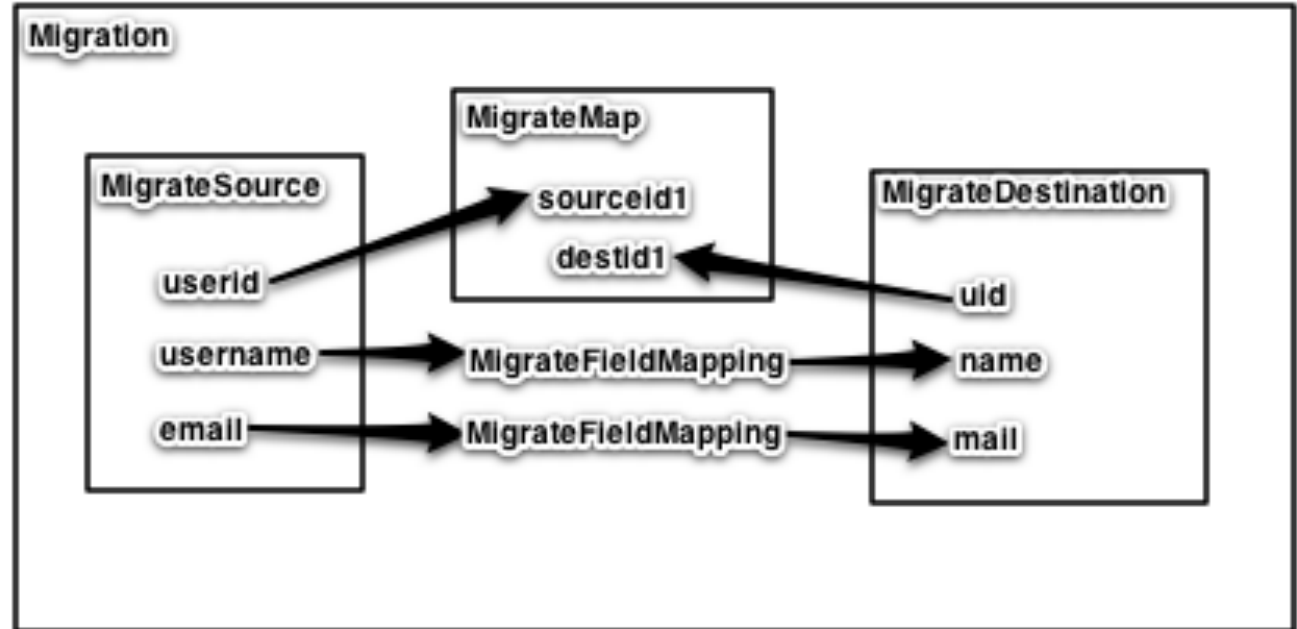 Migration
MigrateMap
MigrateSource
MigrateDestination
sourceid1
destid1
userid
uid
username
MigrateFieldMapping
name
email
MigrateFieldMapping
mail